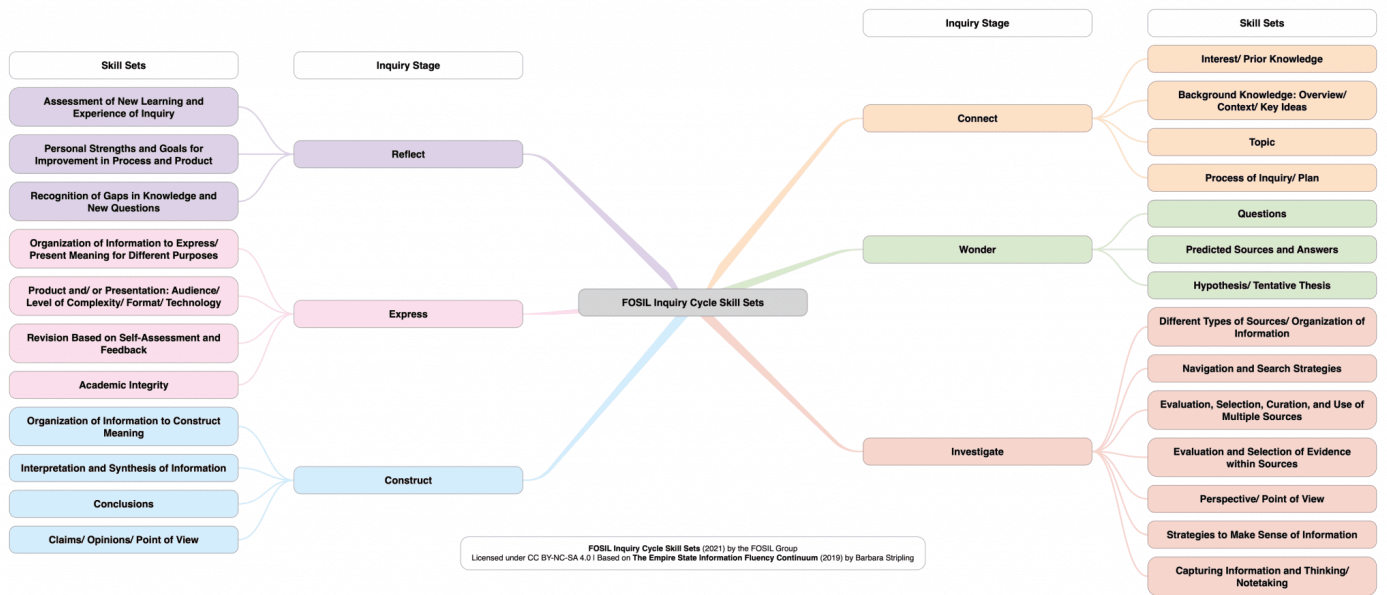 Inquiry Stage
Skill Sets
Connect
Interest/ Prior Knowledge
Background Knowledge: Overview/
Context/ Key Ideas
Topic
Process of Inquiry/ Plan
Wonder
Questions
Predicted Sources and Answers
Hypothesis/ Tentative Thesis
Investigate
Different Types of Sources/ Organization of
Information
Navigation and Search Strategies
Evaluation, Selection, Curation, and Use of
Multiple Sources
Evaluation and Selection of Evidence
within Sources
Perspective/ Point of View
Strategies to Make Sense of Information
Capturing Information and Thinking/
Notetaking
FOSIL Inquiry Cycle Skill Sets
Skill Sets
Inquiry Stage
Assessment of New Learning and
Experience of Inquiry
Personal Strengths and Goals for
Improvement in Process and Product
Recognition of Gaps in Knowledge and
New Questions
Reflect
Organization of Information to Express/
Present Meaning for Different Purposes
Product and/ or Presentation: Audience/
Level of Complexity/ Format/ Technology
Revision Based on Self-Assessment and
Feedback
Academic Integrity
Express
Organization of Information to Construct
Meaning
Interpretation and Synthesis of Information
Conclusions
Claims/ Opinions/ Point of View
Construct
FOSIL Inquiry Cycle Skill Sets (2021) by the FOSIL Group
Licensed under CC BY-NC-SA 4.0 | Based on The Empire State Information Fluency Continuum (2019) by Barbara Stripling